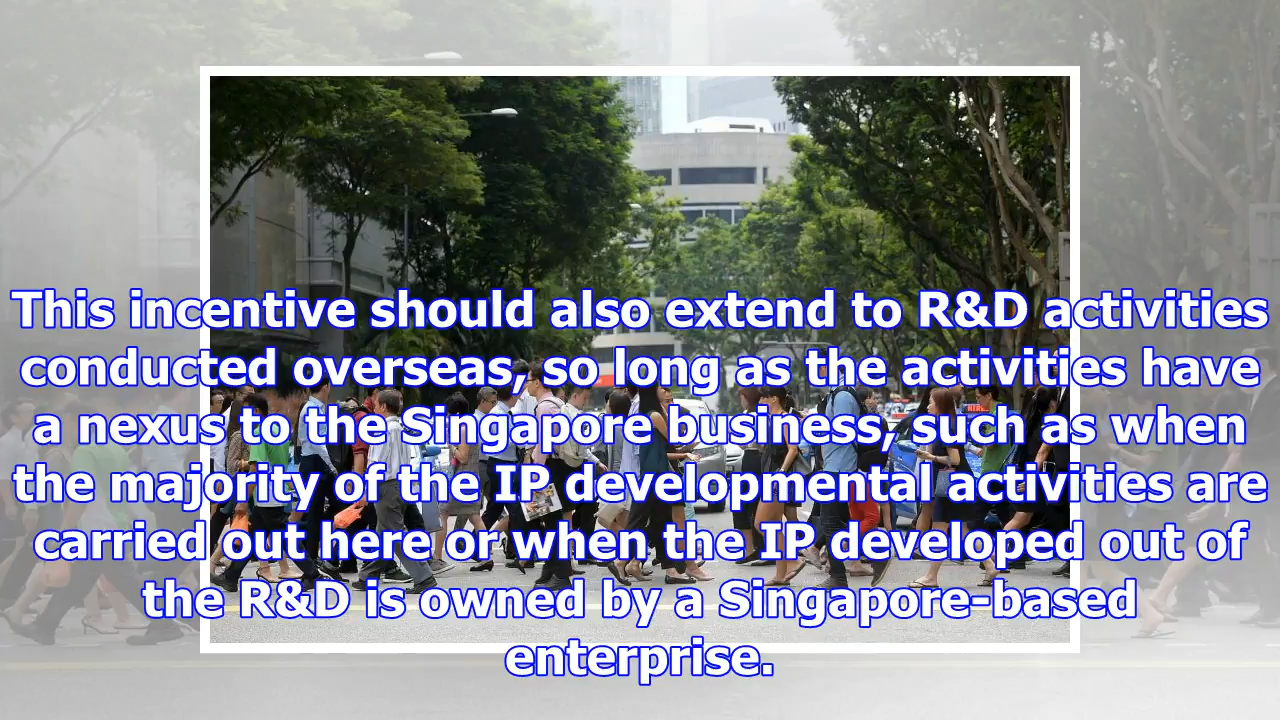 This incentive should also extend to R&D activities
conducted overseas, so long as the activities have
a nexus to the Singapore business, such as when
the majority of the IP developmental activities are
carried out here or when the IP developed out of
the R&D is owned by a Singapore-based
enterprise.
HIRE